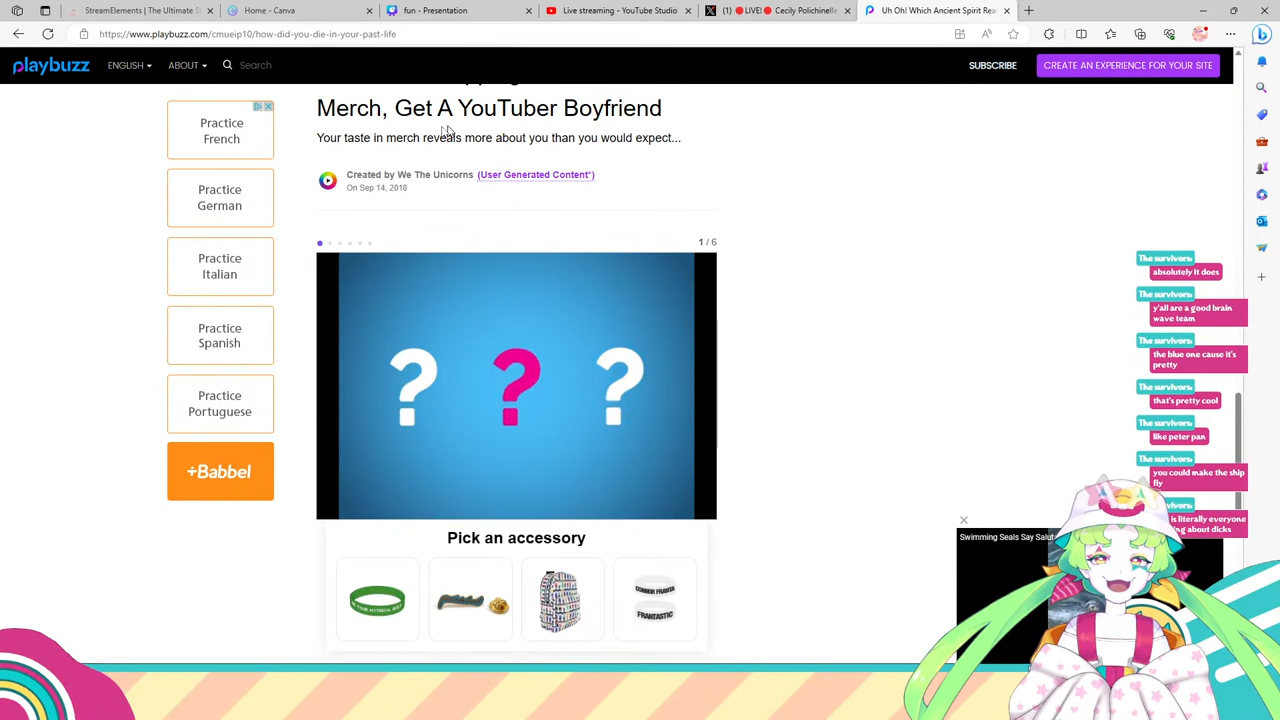 StreamElements | The Ultimate S
Home - Canva
fun - Presentation
Live streaming - YouTube Studio
(1) 🔴LIVE!🔴 Cecily Polichinelle
Uh Oh! Which Ancient Spirit Rea
https://www.playbuzz.com/cmueip10/how-did-you-die-in-your-past-life
playbuzz
ENGLISH
ABOUT
Search
SUBSCRIBE
CREATE AN EXPERIENCE FOR YOUR SITE
Merch, Get A YouTuber Boyfriend
Your taste in merch reveals more about you than you would expect...
Created by We The Unicorns (User Generated Content*)
On Sep 14, 2018
1 / 6
? ? ?
Pick an accessory
CONNOR FRANTA
FRANTASTIC
Practice
French
Practice
German
Practice
Italian
Practice
Spanish
Practice
Portuguese
+Babbel
The survivors:
absolutely it does
The survivors:
y'all are a good brain
wave team
The survivors:
the blue one cause it's
pretty
The survivors:
that's pretty cool
The survivors:
like peter pan
The survivors:
you could make the ship
fly
is literally everyone
about dicks
Swimming Seals Say Salut